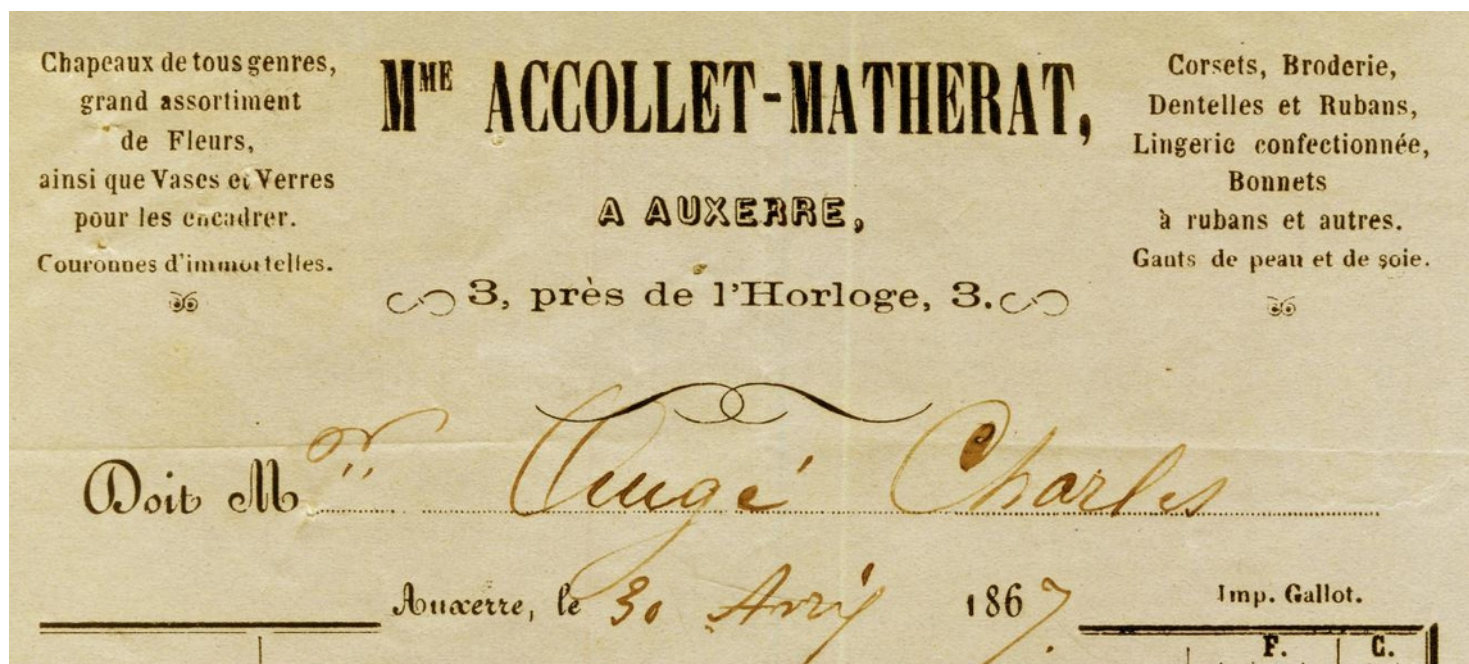 Chapeaux de tous genres,
grand assortiment
de Fleurs,
ainsi que Vases et Verres
pour les encadrer.
Couronnes d'immortelles.
MME ACCOLLET-MATHERAT,
A AUXERRE,
3, près de l'Horloge, 3.
Corsets, Broderie,
Dentelles et Rubans,
Lingerie confectionnée,
Bonnets
à rubans et autres.
Gants de peau et de soie.
Doit Mr Augé Charles
Auxerre, le 30 Avril 1867.
Imp. Gallot.
F. C.